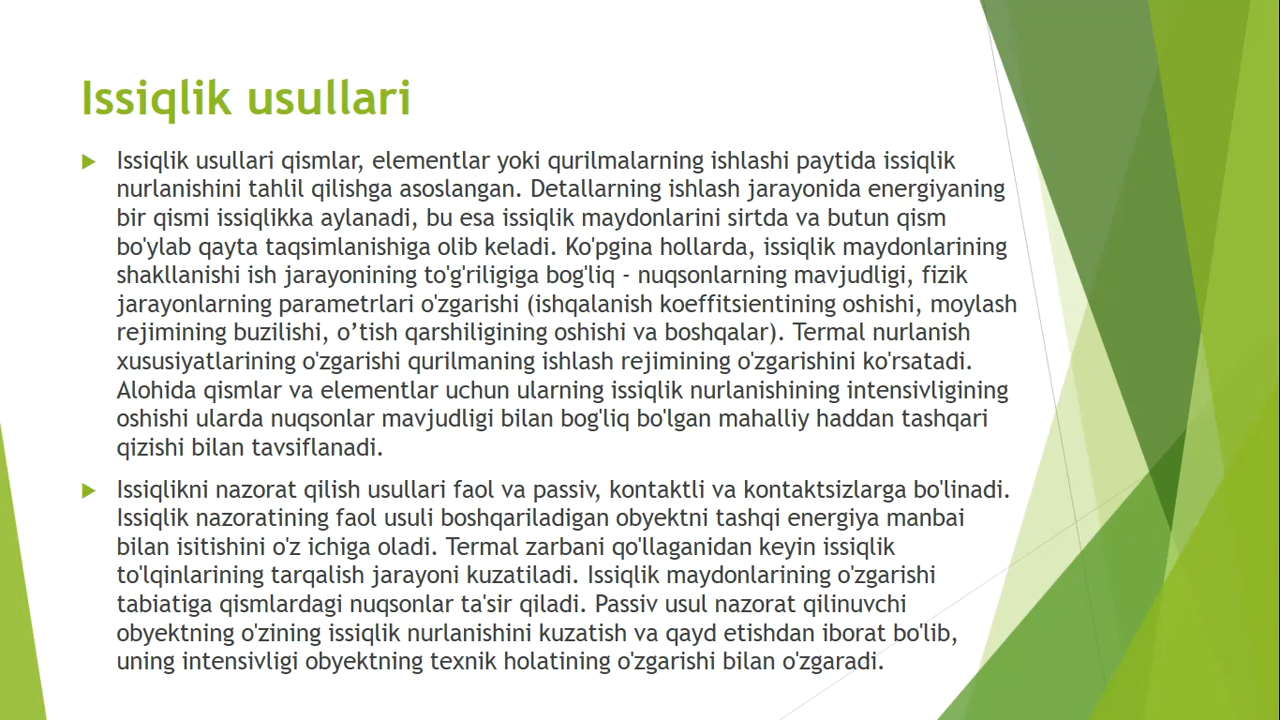 Issiqlik usullari
Issiqlik usullari qismlar, elementlar yoki qurilmalarning ishlashi paytida issiqlik
nurlanishini tahlil qilishga asoslangan. Detallarning ishlash jarayonida energiyaning
bir qismi issiqlikka aylanadi, bu esa issiqlik maydonlarini sirtda va butun qism
bo'ylab qayta taqsimlanishiga olib keladi. Ko'pgina hollarda, issiqlik maydonlarining
shakllanishi ish jarayonining to'g'riligiga bog'liq - nuqsonlarning mavjudligi, fizik
jarayonlarning parametrlari o'zgarishi (ishqalanish koeffitsientining oshishi, moylash
rejimining buzilishi, o’tish qarshiligining oshishi va boshqalar). Termal nurlanish
xususiyatlarining o'zgarishi qurilmaning ishlash rejimining o'zgarishini ko'rsatadi.
Alohida qismlar va elementlar uchun ularning issiqlik nurlanishining intensivligining
oshishi ularda nuqsonlar mavjudligi bilan bog'liq bo'lgan mahalliy haddan tashqari
qizishi bilan tavsiflanadi.
Issiqlikni nazorat qilish usullari faol va passiv, kontaktli va kontaktsizlarga bo'linadi.
Issiqlik nazoratining faol usuli boshqariladigan obyektni tashqi energiya manbai
bilan isitishini o'z ichiga oladi. Termal zarbani qo'llaganidan keyin issiqlik
to'lqinlarining tarqalish jarayoni kuzatiladi. Issiqlik maydonlarining o'zgarishi
tabiatiga qismlardagi nuqsonlar ta'sir qiladi. Passiv usul nazorat qilinuvchi
obyektning o'zining issiqlik nurlanishini kuzatish va qayd etishdan iborat bo'lib,
uning intensivligi obyektning texnik holatining o'zgarishi bilan o'zgaradi.